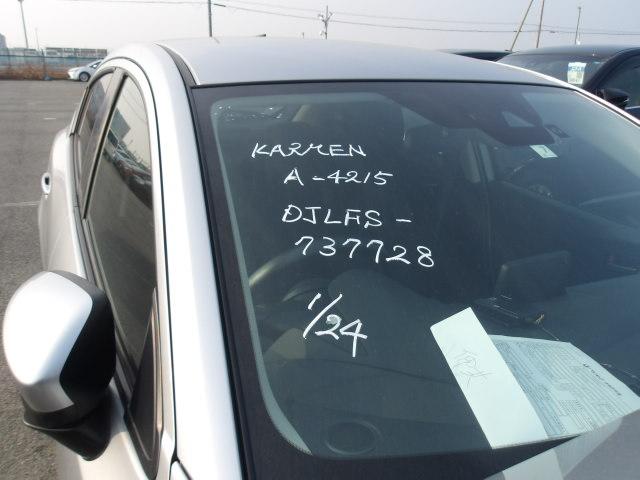 KARMEN
A-4215
DJLFS-
737728
1/24